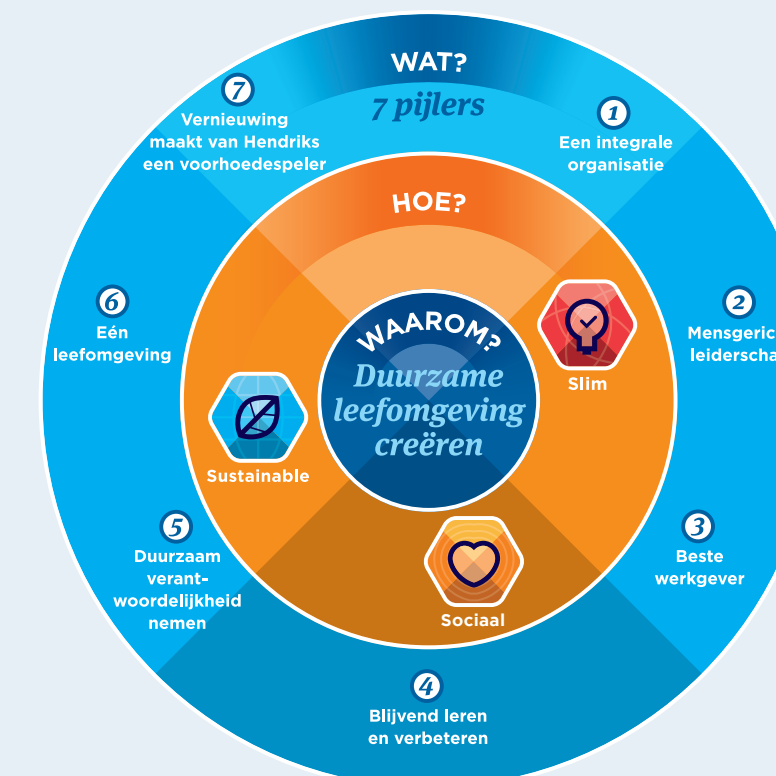 WAT?
7 pijlers
1
Een integrale
organisatie
2
3
Beste
werkgever
4
Blijvend leren
en verbeteren
5
Duurzaam
verant-
woordelijkheid
nemen
6
Eén
leefomgeving
7
Vernieuwing
maakt van Hendriks
een voorhoedespeler
HOE?
Slim
Sociaal
Sustainable
WAAROM?
Duurzame
leefomgeving
creëren